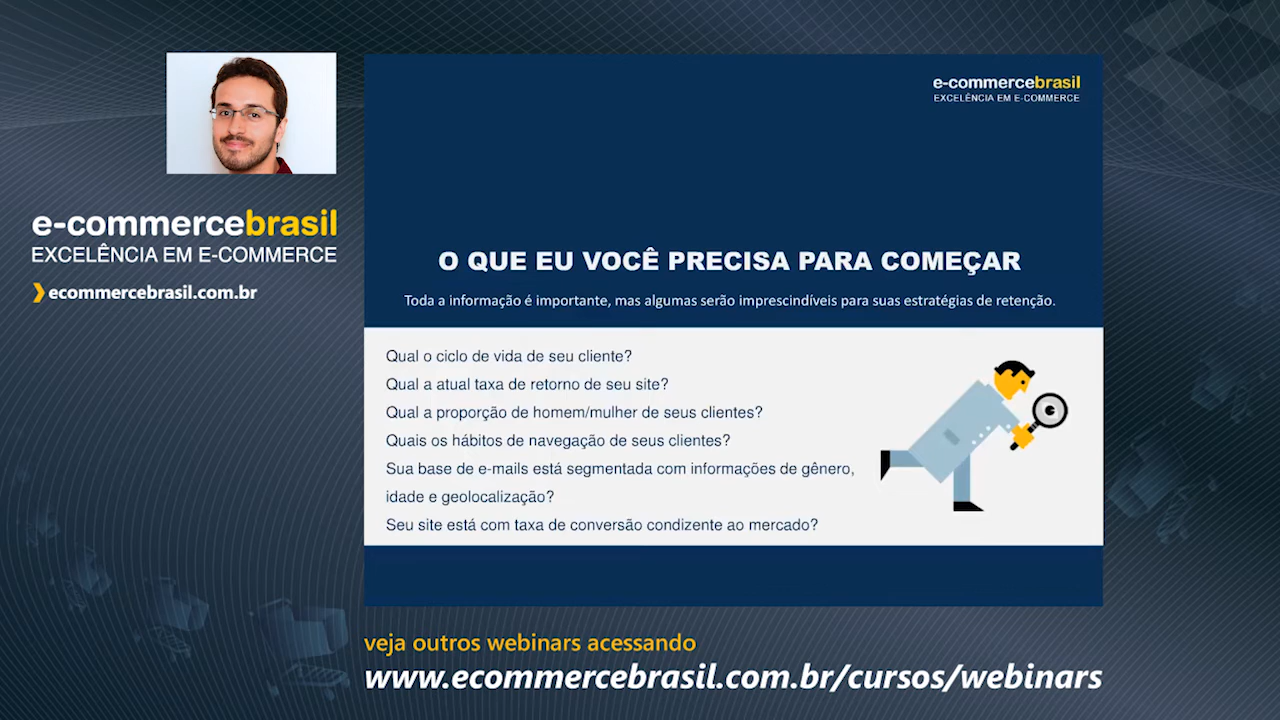 e-commercebrasil
EXCELÊNCIA EM E-COMMERCE
ecommercebrasil.com.br
e-commercebrasil
EXCELÊNCIA EM E-COMMERCE
O QUE EU VOCÊ PRECISA PARA COMEÇAR
Toda a informação é importante, mas algumas serão imprescindíveis para suas estratégias de retenção.
Qual o ciclo de vida de seu cliente?
Qual a atual taxa de retorno de seu site?
Qual a proporção de homem/mulher de seus clientes?
Quais os hábitos de navegação de seus clientes?
Sua base de e-mails está segmentada com informações de gênero,
idade e geolocalização?
Seu site está com taxa de conversão condizente ao mercado?
veja outros webinars acessando
www.ecommercebrasil.com.br/cursos/webinars